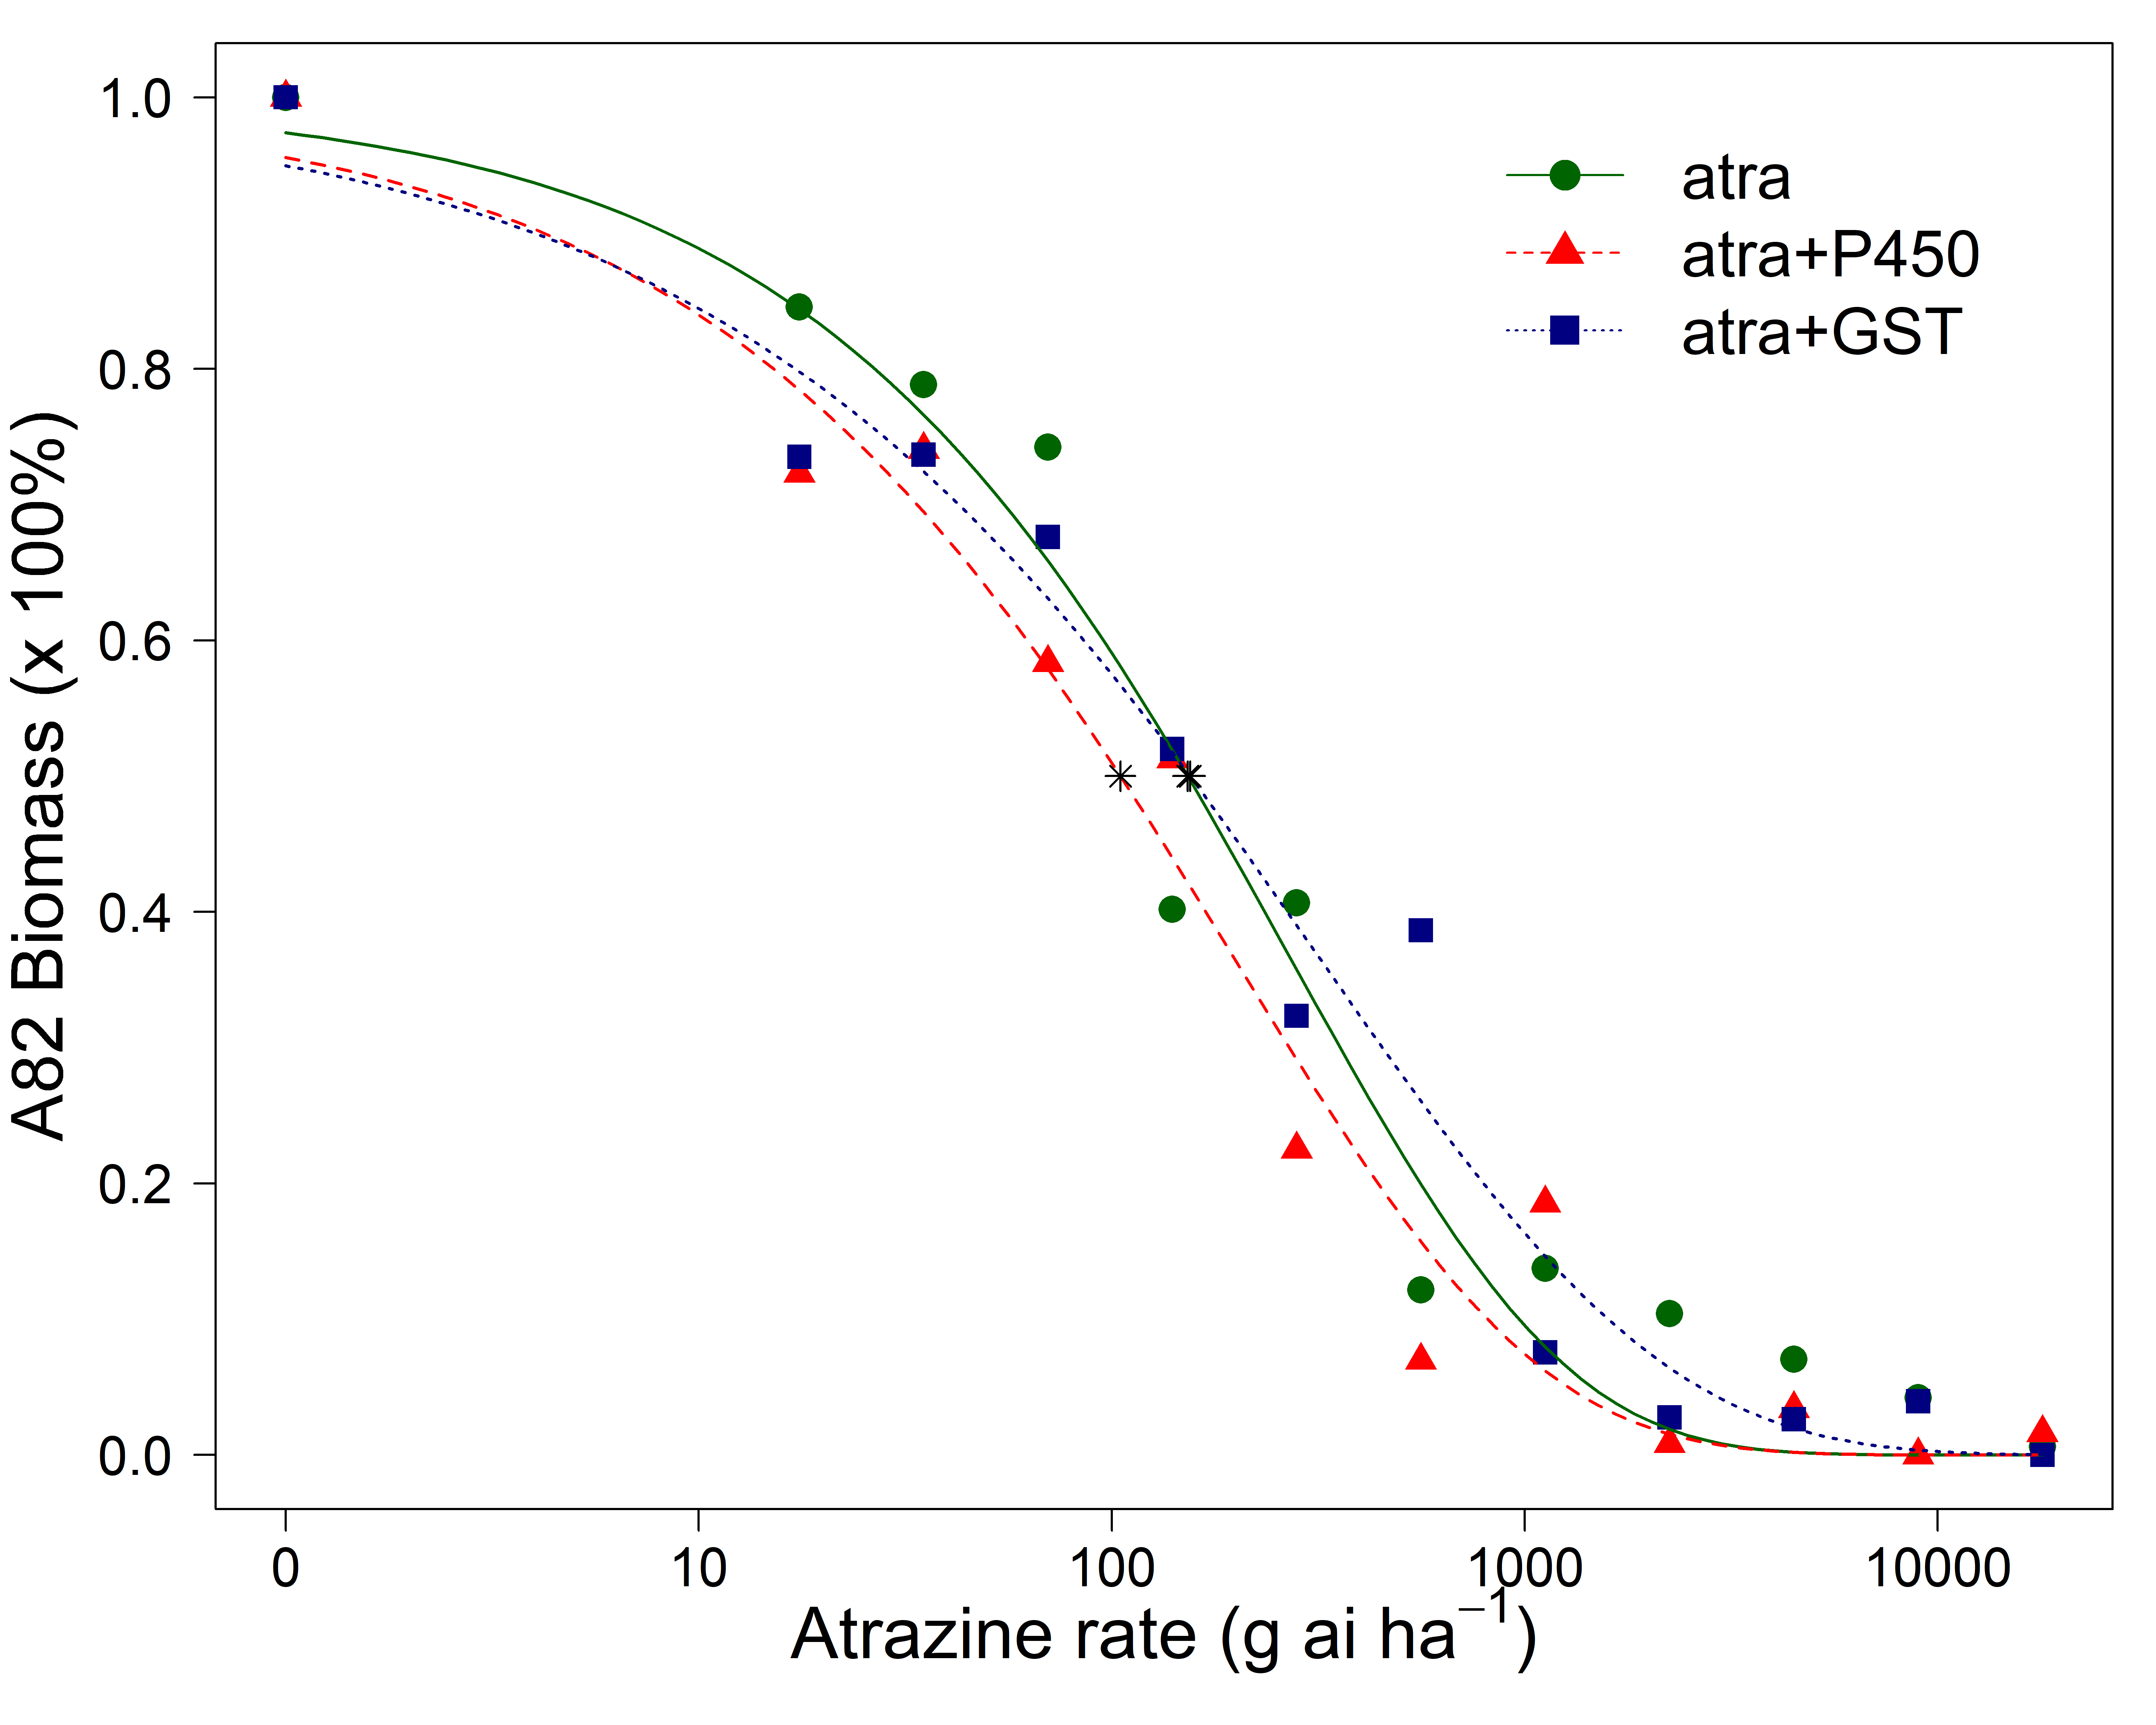 1.0
0.8
0.6
0.4
0.2
0.0
A82 Biomass (x 100%)
atra
atra+P450
atra+GST
0 10 100 1000 10000
Atrazine rate (g ai ha⁻¹)